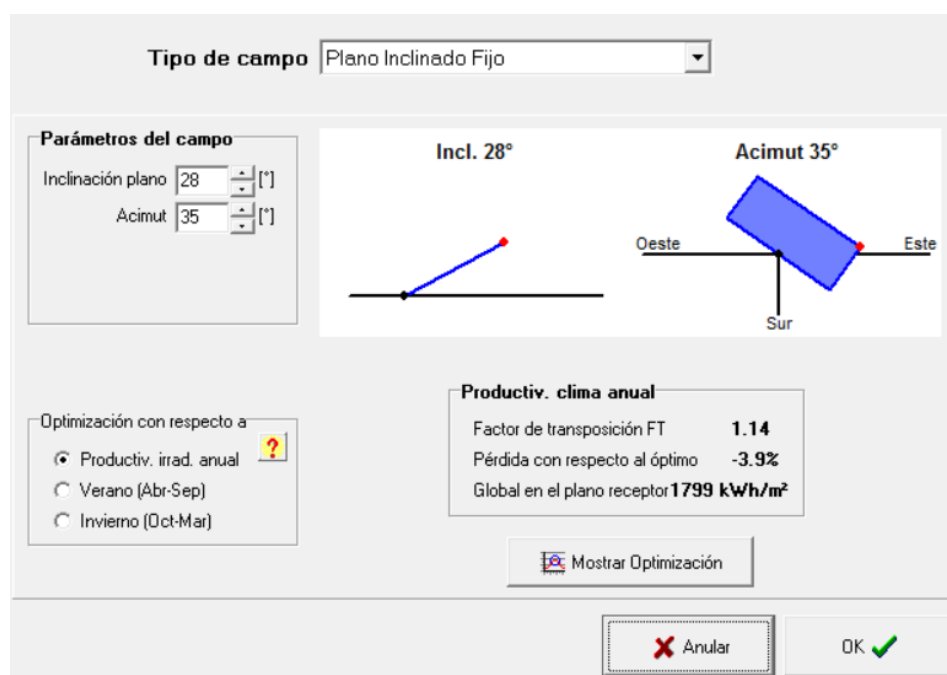 Tipo de campo Plano Inclinado Fijo
Parámetros del campo
Inclinación plano 28 [°]
Acimut 35 [°]
Incl. 28°
Acimut 35°
Oeste
Este
Sur
Optimización con respecto a
?
Productiv. irrad. anual
Verano (Abr-Sep)
Invierno (Oct-Mar)
Productiv. clima anual
Factor de transposición FT 1.14
Pérdida con respecto al óptimo -3.9%
Global en el plano receptor 1799 kWh/m²
Mostrar Optimización
Anular
OK